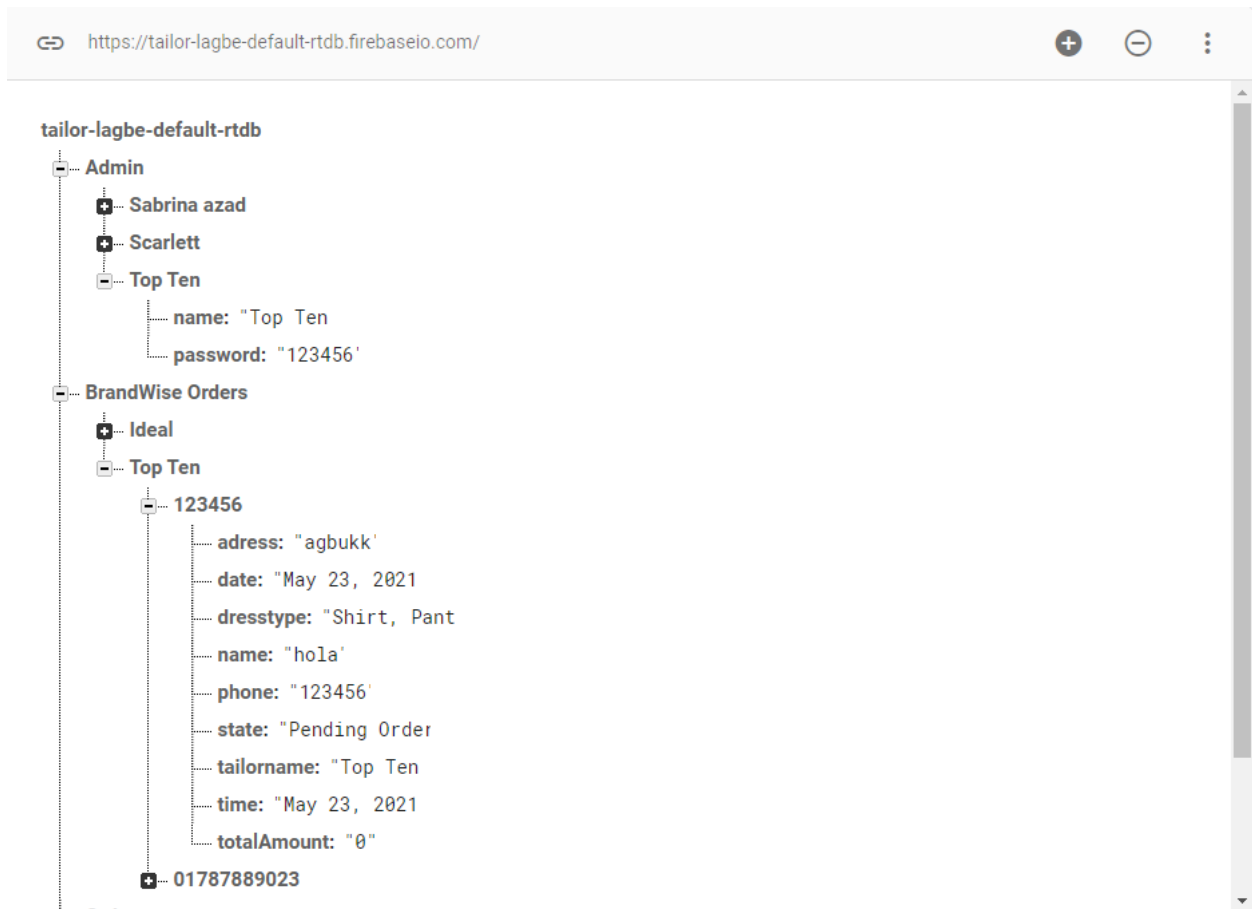 https://tailor-lagbe-default-rtdb.firebaseio.com/
tailor-lagbe-default-rtdb
Admin
Sabrina azad
Scarlett
Top Ten
name: "Top Ten
password: "123456'
BrandWise Orders
Ideal
Top Ten
123456
adress: "agbukk'
date: "May 23, 2021
dresstype: "Shirt, Pant
name: "hola'
phone: "123456'
state: "Pending Order
tailorname: "Top Ten
time: "May 23, 2021
totalAmount: "0"
01787889023